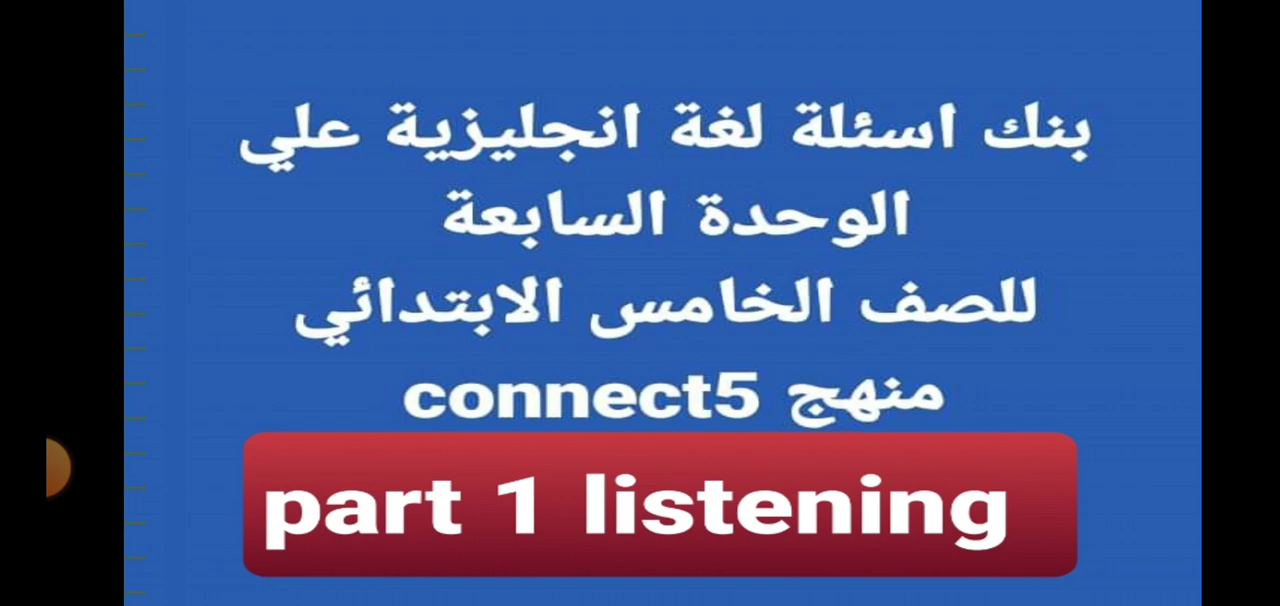 بنك اسئلة لغة انجليزية علي
الوحدة السابعة
للصف الخامس الابتدائي
منهج connect5
part 1 listening